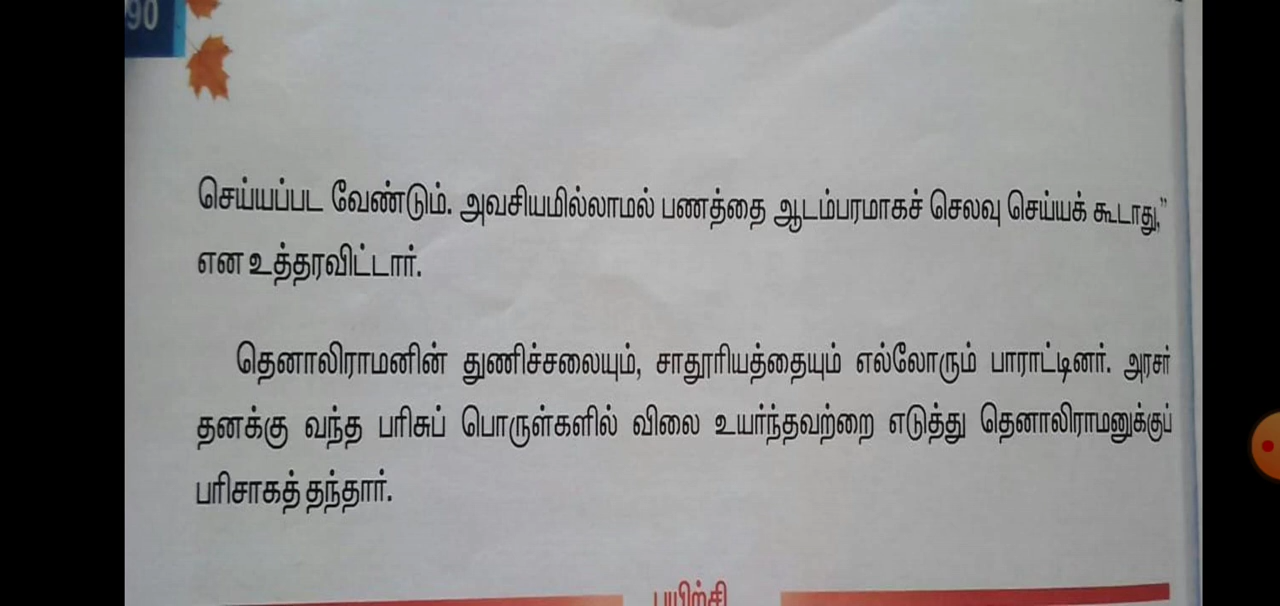 90
செய்யப்பட வேண்டும். அவசியமில்லாமல் பணத்தை ஆடம்பரமாகச் செலவு செய்யக் கூடாது,”
என உத்தரவிட்டார்.
தெனாலிராமனின் துணிச்சலையும், சாதூரியத்தையும் எல்லோரும் பாராட்டினர். அரசர்
தனக்கு வந்த பரிசுப் பொருள்களில் விலை உயர்ந்தவற்றை எடுத்து தெனாலிராமனுக்குப்
பரிசாகத் தந்தார்.
பயிற்சி